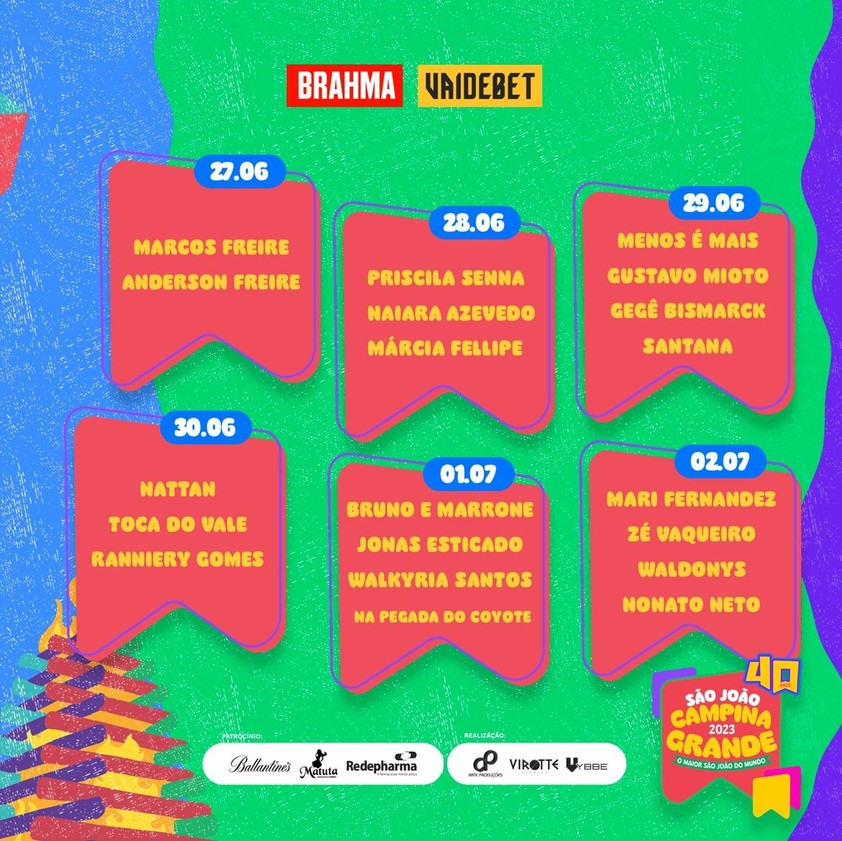 BRAHMA VAIDEBET
27.06
MARCOS FREIRE
ANDERSON FREIRE
28.06
PRISCILA SENNA
NAIARA AZEVEDO
MÁRCIA FELLIPE
29.06
MENOS É MAIS
GUSTAVO MIOTO
GEGÊ BISMARCK
SANTANA
30.06
NATTAN
TOCA DO VALE
RANNIERY GOMES
01.07
BRUNO E MARRONE
JONAS ESTICADO
WALKYRIA SANTOS
NA PEGADA DO COYOTE
02.07
MARI FERNANDEZ
ZÉ VAQUEIRO
WALDONYS
NONATO NETO
40
SÃO JOÃO
CAMPINA
2023
GRANDE
O MAIOR SÃO JOÃO DO MUNDO
PATROCÍNIO:
Ballantine's Matuta Redepharma
REALIZAÇÃO:
ARTE PRODUÇÕES VIROTTE VYBBE